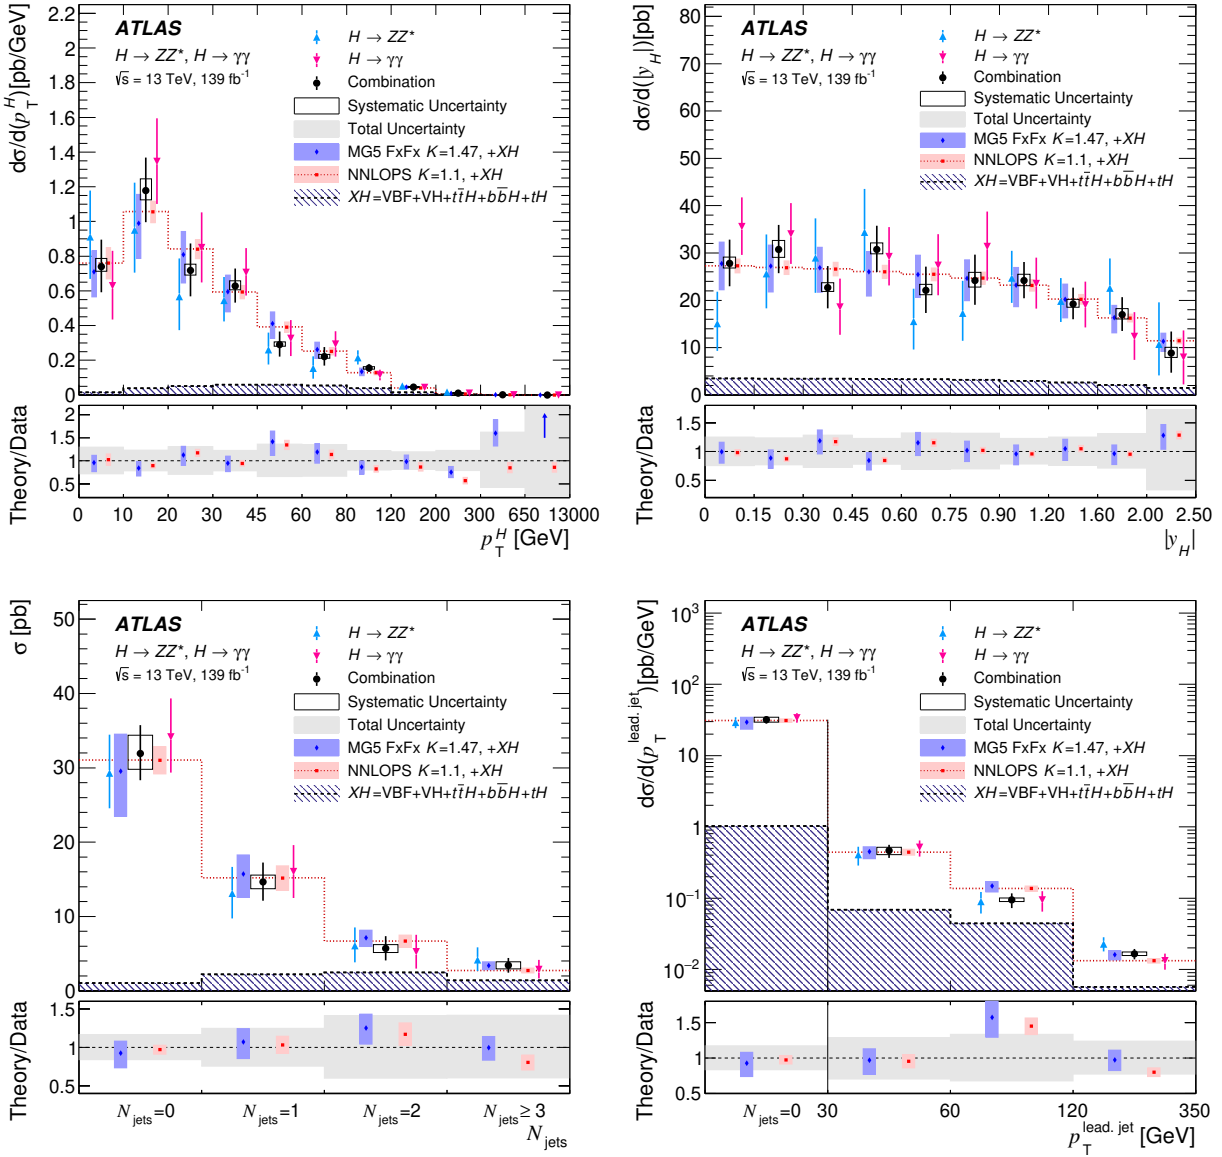 ATLAS
H → ZZ*, H → γγ
√s = 13 TeV, 139 fb⁻¹
H → ZZ*
H → γγ
Combination
Systematic Uncertainty
Total Uncertainty
MG5 FxFx K=1.47, +XH
NNLOPS K=1.1, +XH
XH=VBF+VH+tt̄H+bb̄H+tH
dσ/d(p_T^H)[pb/GeV]
2.2
2
1.8
1.6
1.4
1.2
1
0.8
0.6
0.4
0.2
0
Theory/Data
2
1.5
1
0.5
0 10 20 30 45 60 80 120 200 300 650 13000
p_T^H [GeV]
ATLAS
H → ZZ*, H → γγ
√s = 13 TeV, 139 fb⁻¹
H → ZZ*
H → γγ
Combination
Systematic Uncertainty
Total Uncertainty
MG5 FxFx K=1.47, +XH
NNLOPS K=1.1, +XH
XH=VBF+VH+tt̄H+bb̄H+tH
dσ/d(|y_H|)[pb]
80
70
60
50
40
30
20
10
0
Theory/Data
1.5
1
0.5
0 0.15 0.30 0.45 0.60 0.75 0.90 1.20 1.60 2.00 2.50
|y_H|
ATLAS
H → ZZ*, H → γγ
√s = 13 TeV, 139 fb⁻¹
H → ZZ*
H → γγ
Combination
Systematic Uncertainty
Total Uncertainty
MG5 FxFx K=1.47, +XH
NNLOPS K=1.1, +XH
XH=VBF+VH+tt̄H+bb̄H+tH
σ [pb]
50
40
30
20
10
0
Theory/Data
1.5
1
0.5
N_jets=0 N_jets=1 N_jets=2 N_jets≥ 3
N_jets
ATLAS
H → ZZ*, H → γγ
√s = 13 TeV, 139 fb⁻¹
H → ZZ*
H → γγ
Combination
Systematic Uncertainty
Total Uncertainty
MG5 FxFx K=1.47, +XH
NNLOPS K=1.1, +XH
XH=VBF+VH+tt̄H+bb̄H+tH
dσ/d(p_T^lead. jet)[pb/GeV]
10³
10²
10
1
10⁻¹
10⁻²
Theory/Data
1.5
1
0.5
N_jets=0 30 60 120 350
p_T^lead. jet [GeV]